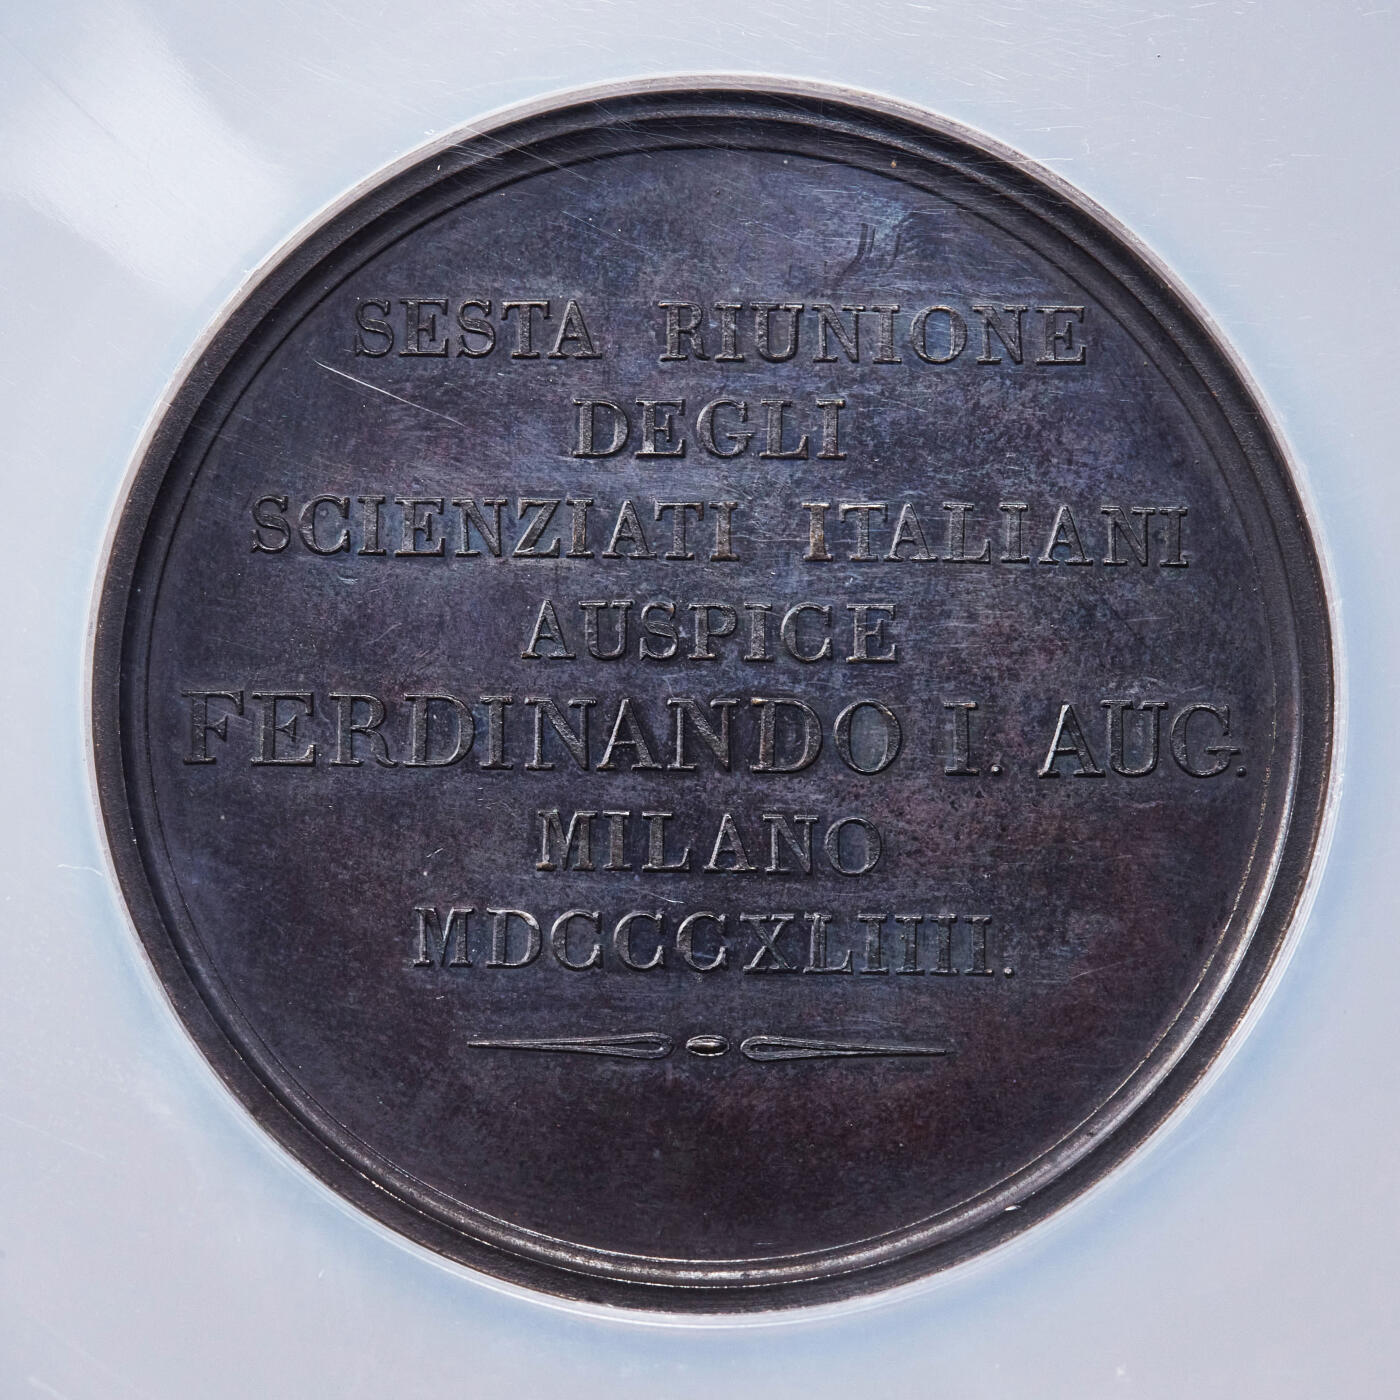 SESTA RIUNIONE
DEGLI
SCIENZIATI ITALIANI
AUSPICE
FERDINANDO I. AUG.
MILANO
MDCCCXLIIII.